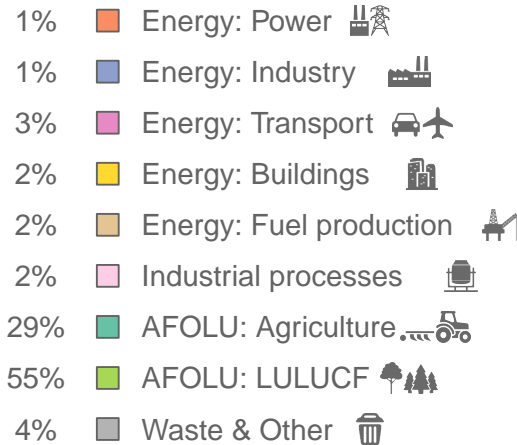 1% Energy: Power
1% Energy: Industry
3% Energy: Transport
2% Energy: Buildings
2% Energy: Fuel production
2% Industrial processes
29% AFOLU: Agriculture
55% AFOLU: LULUCF
4% Waste & Other